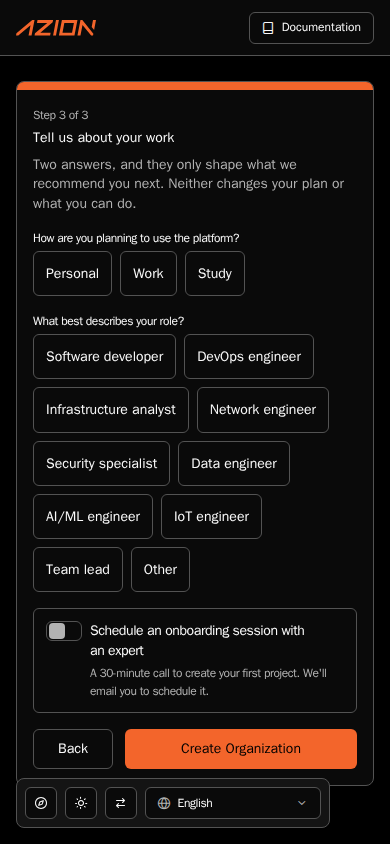 AZION
Documentation
Step 3 of 3
Tell us about your work
Two answers, and they only shape what we
recommend you next. Neither changes your plan or
what you can do.
How are you planning to use the platform?
Personal
Work
Study
What best describes your role?
Software developer
DevOps engineer
Infrastructure analyst
Network engineer
Security specialist
Data engineer
AI/ML engineer
IoT engineer
Team lead
Other
Schedule an onboarding session with
an expert
A 30-minute call to create your first project. We'll
email you to schedule it.
Back
Create Organization
English